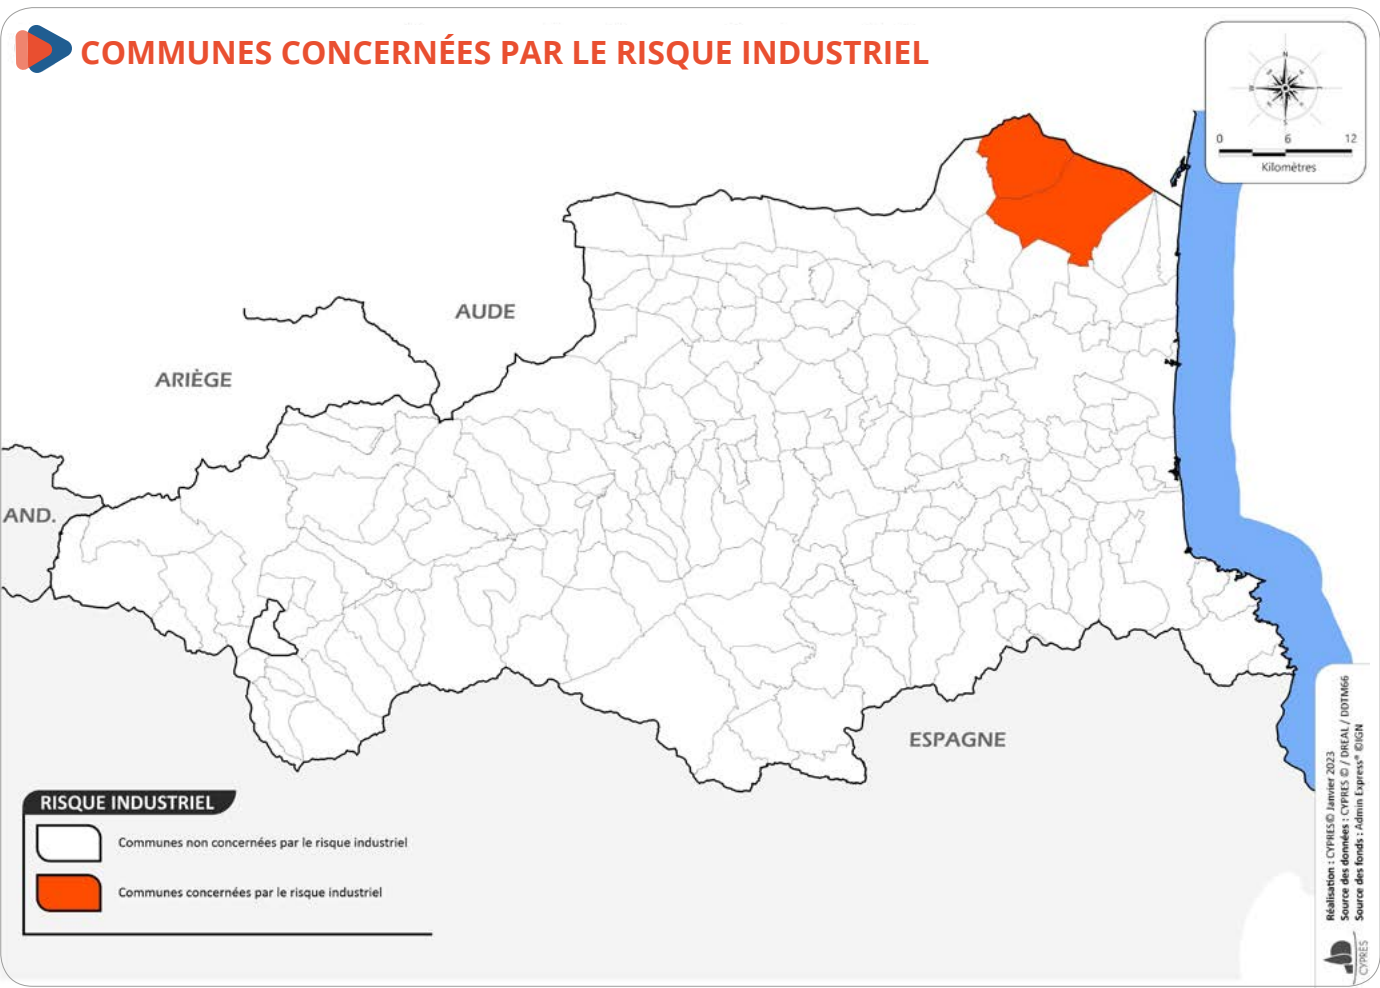 COMMUNES CONCERNÉES PAR LE RISQUE INDUSTRIEL
N
S
0 6 12
Kilomètres
AUDE
ARIÈGE
AND.
ESPAGNE
RISQUE INDUSTRIEL
Communes non concernées par le risque industriel
Communes concernées par le risque industriel
Réalisation : CYPRES© Janvier 2023
Source des données : CYPRES © / DREAL / DDTM66
Source des fonds : Admin Express® ©IGN
CYPRÈS